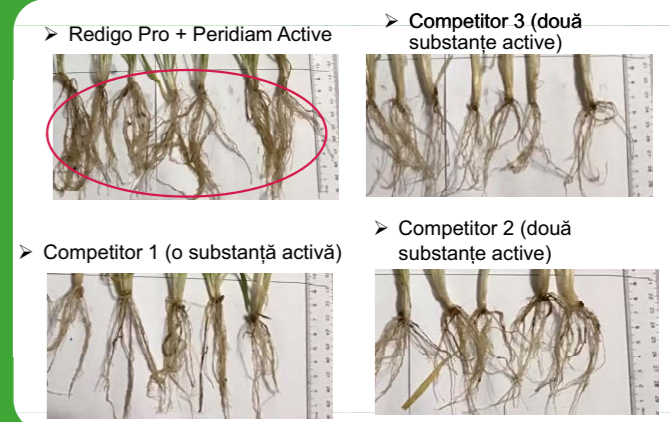 ➢ Redigo Pro + Peridiam Active
➢ Competitor 3 (două
substanțe active)
➢ Competitor 1 (o substanță activă)
➢ Competitor 2 (două
substanțe active)